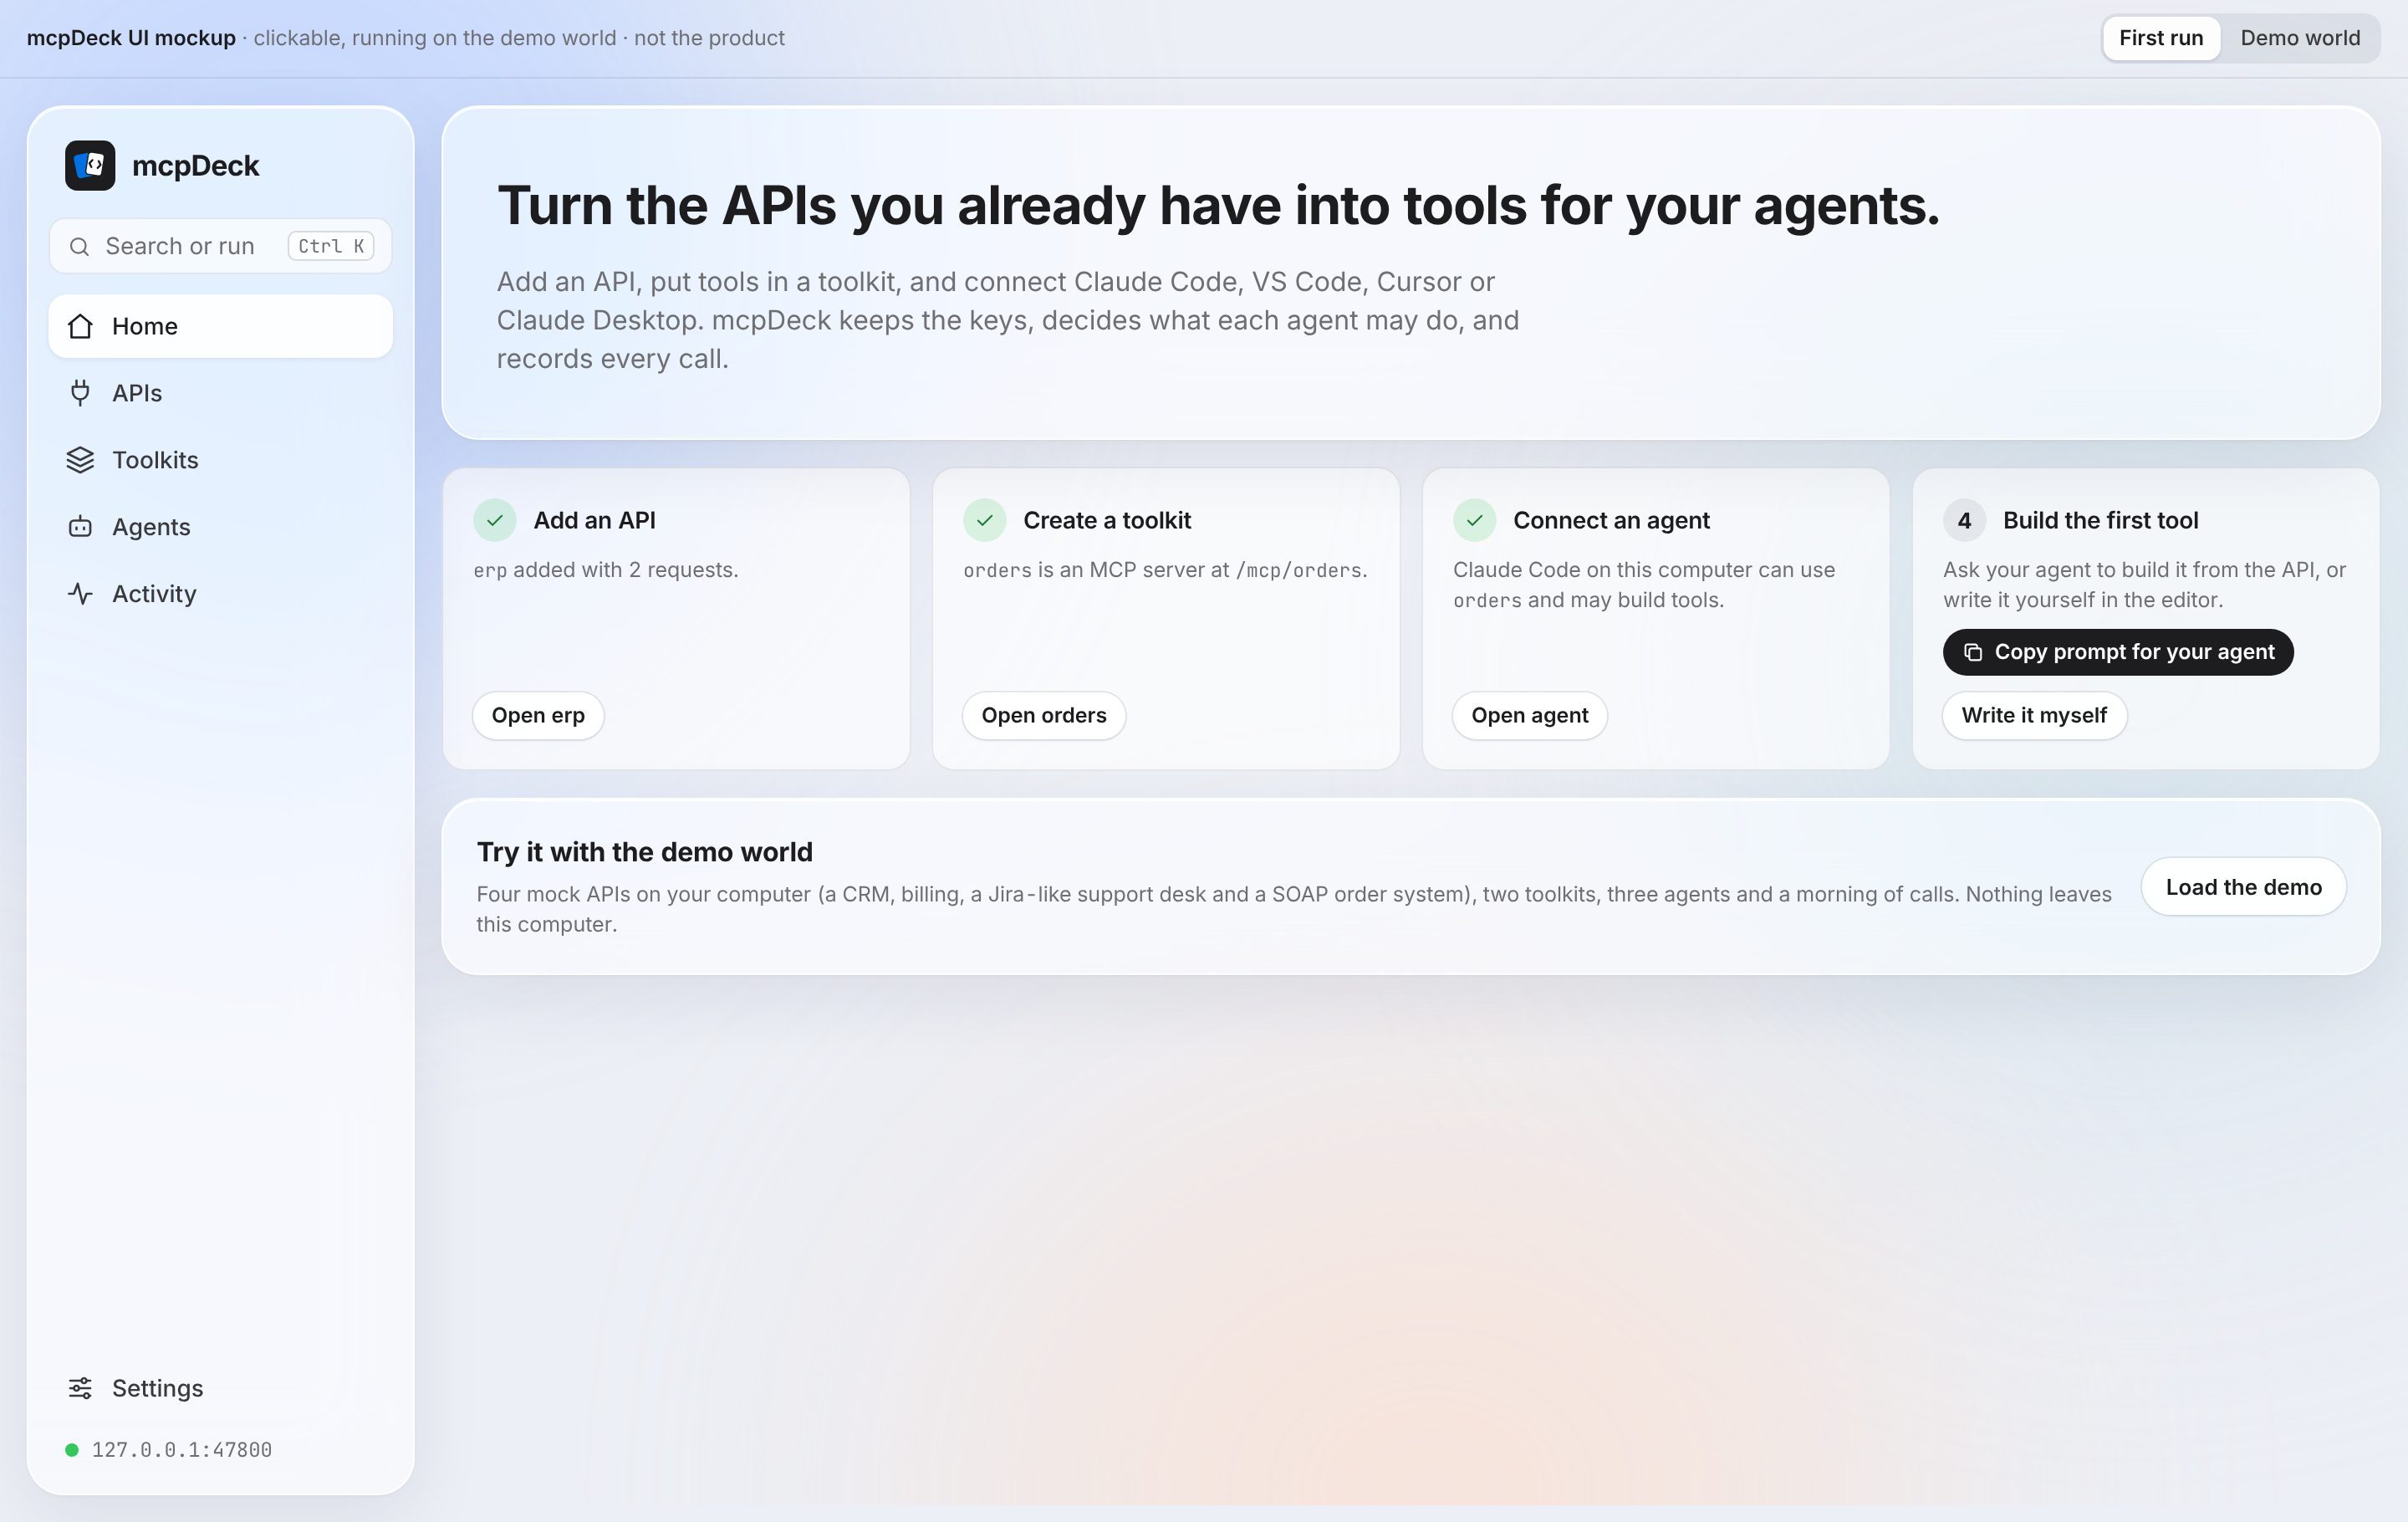 mcpDeck UI mockup · clickable, running on the demo world · not the product
First run
Demo world
mcpDeck
Search or run
Ctrl K
Home
APIs
Toolkits
Agents
Activity
Settings
127.0.0.1:47800
Turn the APIs you already have into tools for your agents.
Add an API, put tools in a toolkit, and connect Claude Code, VS Code, Cursor or
Claude Desktop. mcpDeck keeps the keys, decides what each agent may do, and
records every call.
Add an API
erp added with 2 requests.
Open erp
Create a toolkit
orders is an MCP server at /mcp/orders.
Open orders
Connect an agent
Claude Code on this computer can use
orders and may build tools.
Open agent
4
Build the first tool
Ask your agent to build it from the API, or
write it yourself in the editor.
Copy prompt for your agent
Write it myself
Try it with the demo world
Four mock APIs on your computer (a CRM, billing, a Jira-like support desk and a SOAP order system), two toolkits, three agents and a morning of calls. Nothing leaves
this computer.
Load the demo